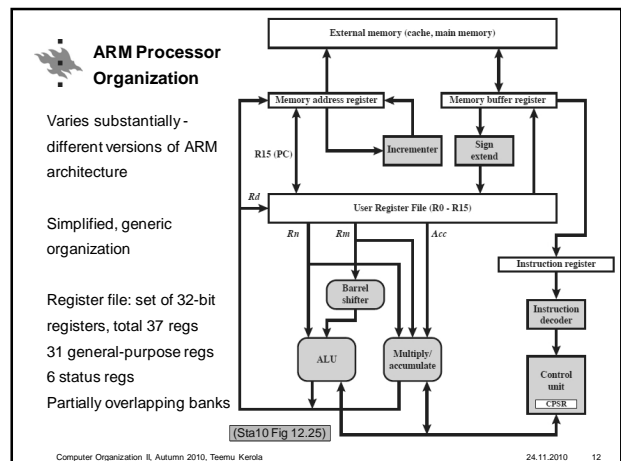 ARM Processor
Organization
Varies substantially -
different versions of ARM
architecture
Simplified, generic
organization
Register file: set of 32-bit
registers, total 37 regs
31 general-purpose regs
6 status regs
Partially overlapping banks
External memory (cache, main memory)
Memory address register
Memory buffer register
R15 (PC)
Incrementer
Sign
extend
Rd
User Register File (R0 - R15)
Rn
Rm
Acc
Instruction register
Barrel
shifter
Instruction
decoder
ALU
Multiply/
accumulate
Control
unit
CPSR
(Sta10 Fig 12.25)
Computer Organization II, Autumn 2010, Teemu Kerola
24.11.2010
12